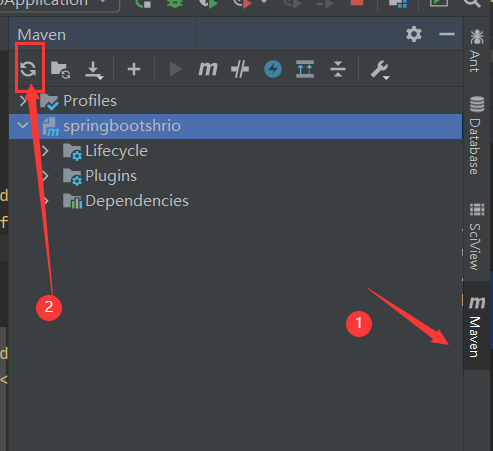 Application
Maven
Profiles
springbootshrio
Lifecycle
Plugins
Dependencies
Ant
Database
SciView
Maven
1
2